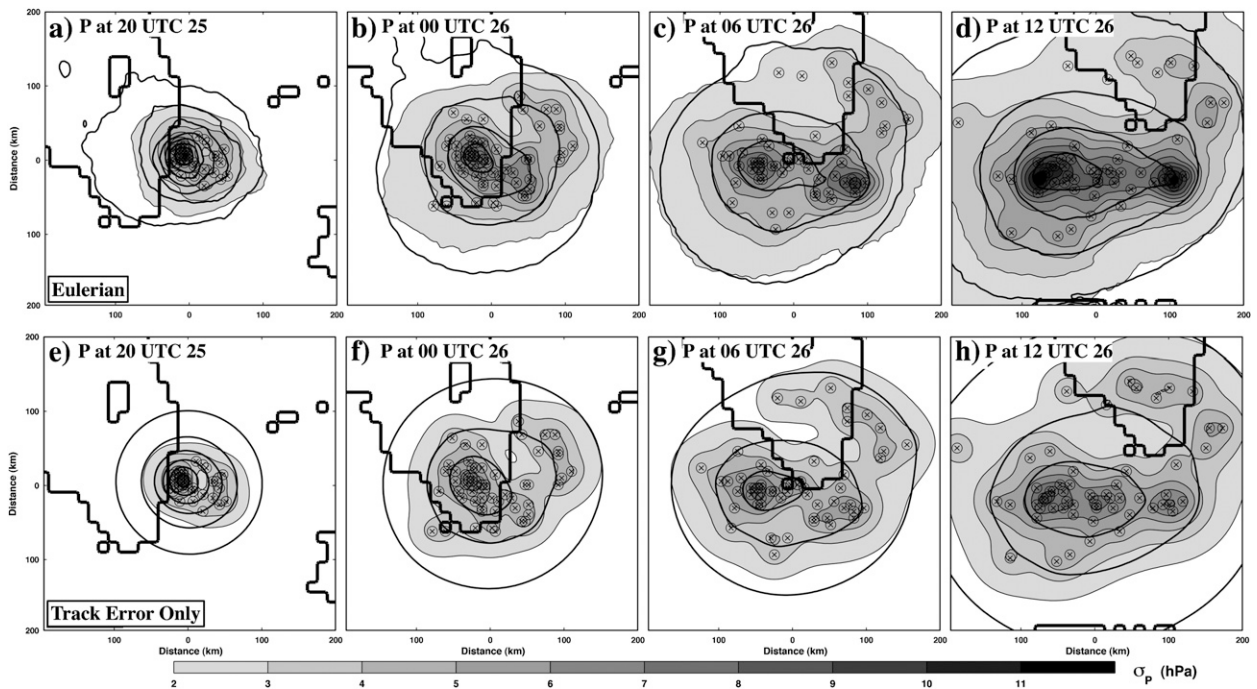 a) P at 20 UTC 25
b) P at 00 UTC 26
c) P at 06 UTC 26
d) P at 12 UTC 26
200
100
0
100
200
Distance (km)
Eulerian
100 0 100 200
100 0 100 200
100 0 100 200
100 0 100 200
e) P at 20 UTC 25
f) P at 00 UTC 26
g) P at 06 UTC 26
h) P at 12 UTC 26
200
100
0
100
200
Distance (km)
Track Error Only
100 0 100 200
100 0 100 200
100 0 100 200
100 0 100 200
Distance (km)
Distance (km)
Distance (km)
Distance (km)
2 3 4 5 6 7 8 9 10 11
σP (hPa)